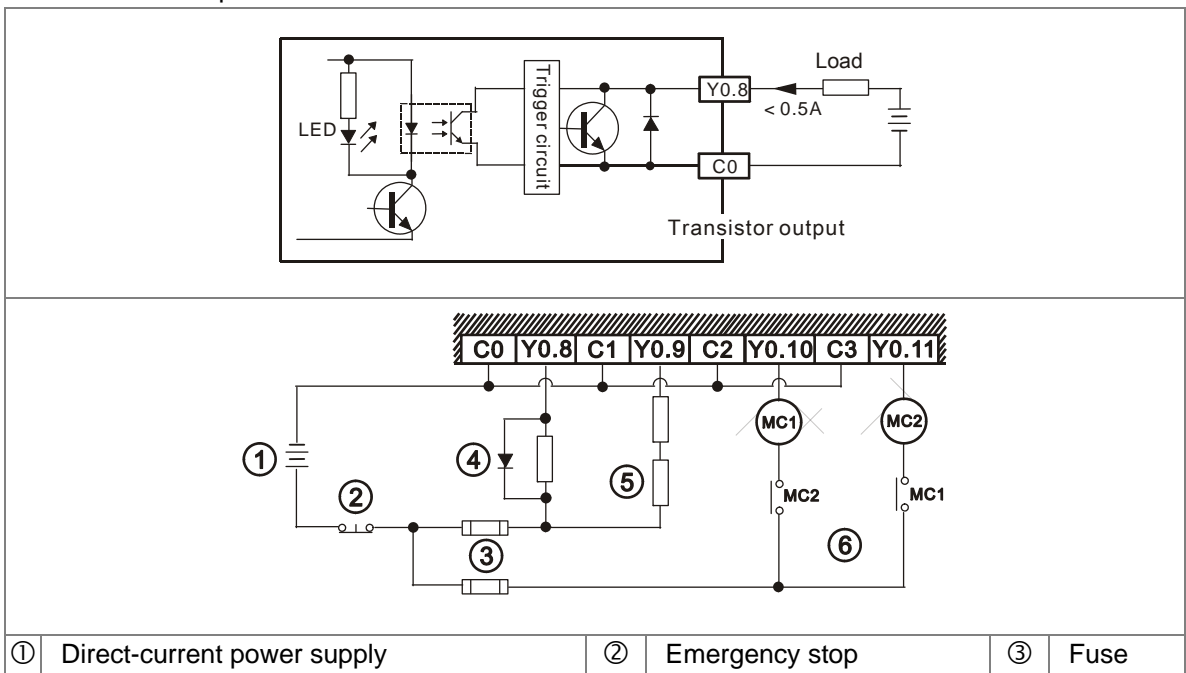 Load
Trigger circuit
Y0.8
< 0.5A
LED
C0
Transistor output
C0 Y0.8 C1 Y0.9 C2 Y0.10 C3 Y0.11
MC1 MC2
① ④ ⑤
② MC2 MC1
③ ⑥
① Direct-current power supply ② Emergency stop ③ Fuse